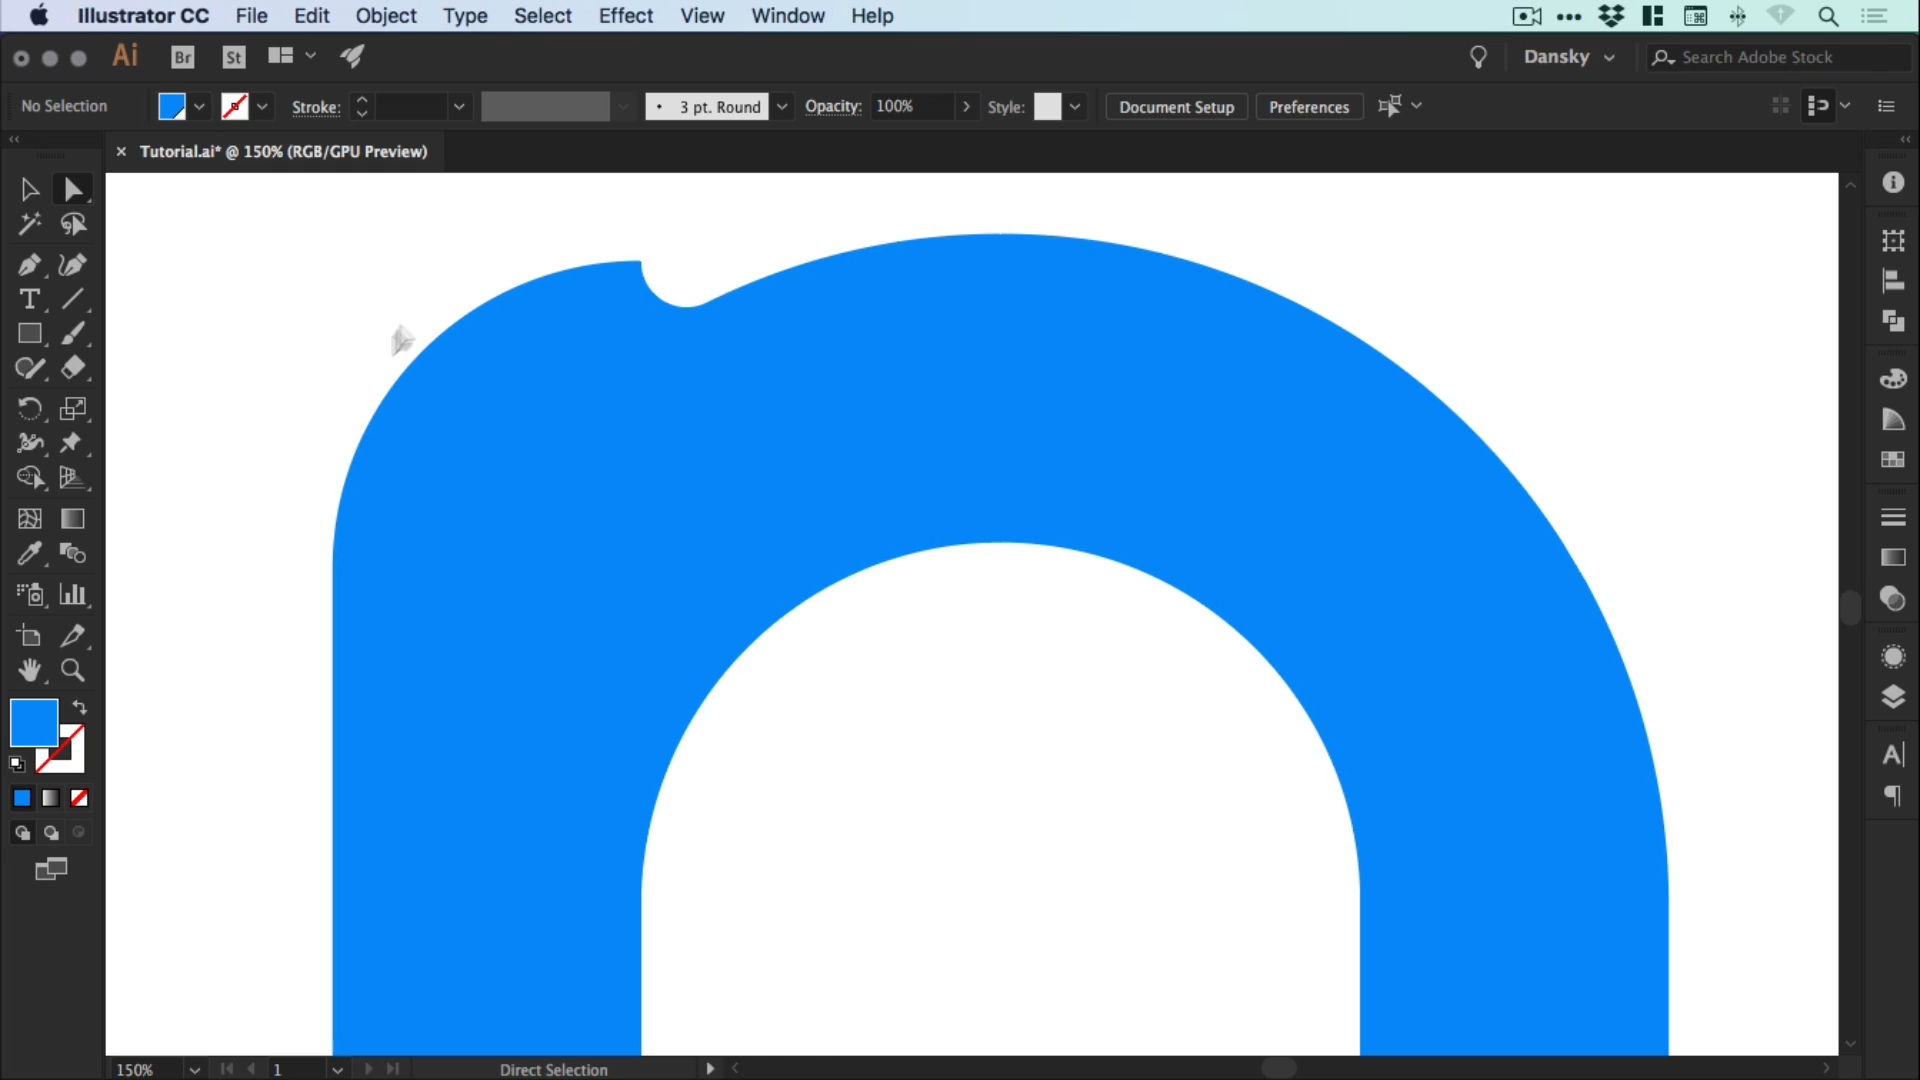 Illustrator CC File Edit Object Type Select Effect View Window Help
Ai Br St Dansky Search Adobe Stock
No Selection Stroke: 3 pt. Round Opacity: 100% Style: Document Setup Preferences
Tutorial.ai* @ 150% (RGB/GPU Preview)
150% 1 Direct Selection